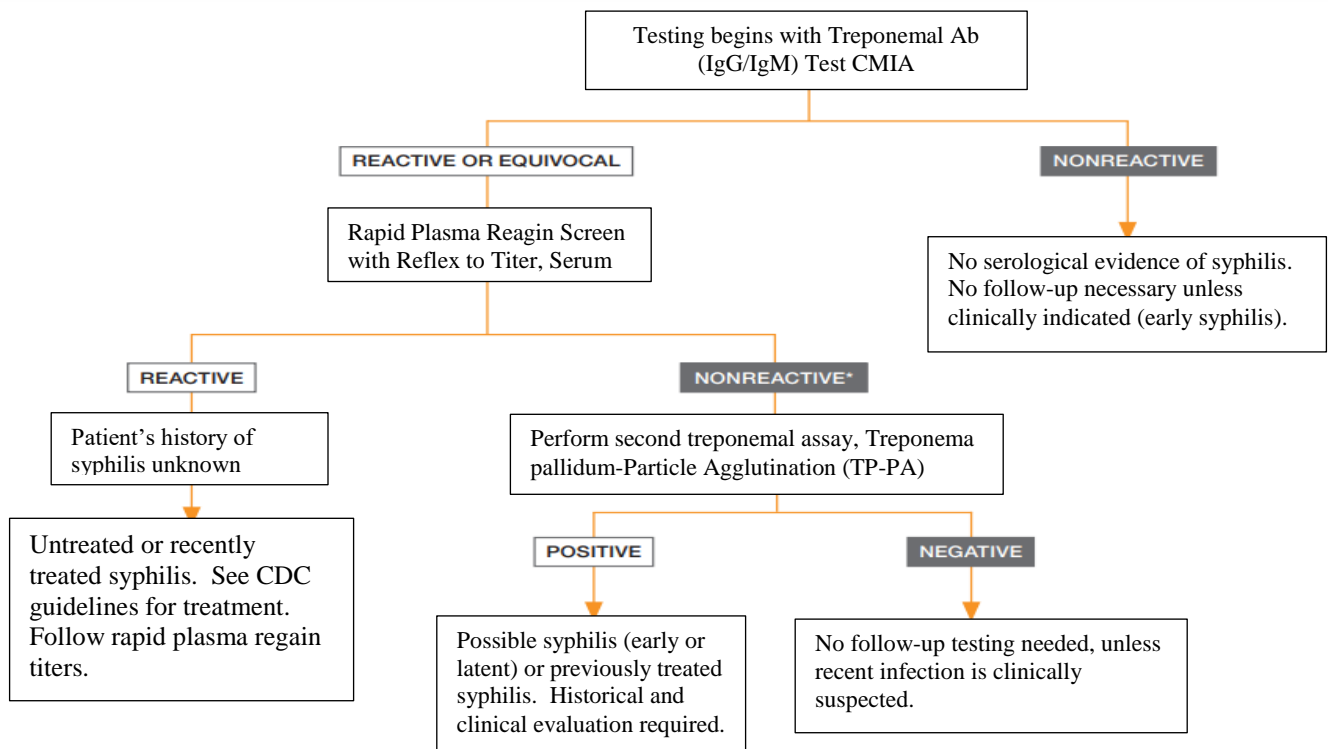 Testing begins with Treponemal Ab
(IgG/IgM) Test CMIA
REACTIVE OR EQUIVOCAL
NONREACTIVE
Rapid Plasma Reagin Screen
with Reflex to Titer, Serum
No serological evidence of syphilis.
No follow-up necessary unless
clinically indicated (early syphilis).
REACTIVE
NONREACTIVE*
Patient’s history of
syphilis unknown
Perform second treponemal assay, Treponema
pallidum-Particle Agglutination (TP-PA)
Untreated or recently
treated syphilis. See CDC
guidelines for treatment.
Follow rapid plasma regain
titers.
POSITIVE
NEGATIVE
Possible syphilis (early or
latent) or previously treated
syphilis. Historical and
clinical evaluation required.
No follow-up testing needed, unless
recent infection is clinically
suspected.